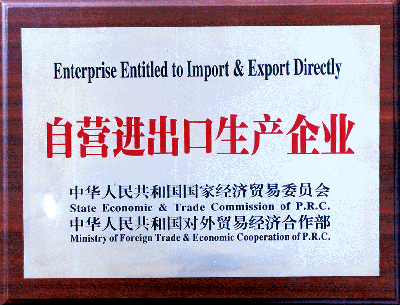 Enterprise Entitled to Import & Export Directly
自营进出口生产企业
中华人民共和国国家经济贸易委员会
State Economic & Trade Commission of P.R.C.
中华人民共和国对外贸易经济合作部
Ministry of Foreign Trade & Economic Cooperation of P.R.C.